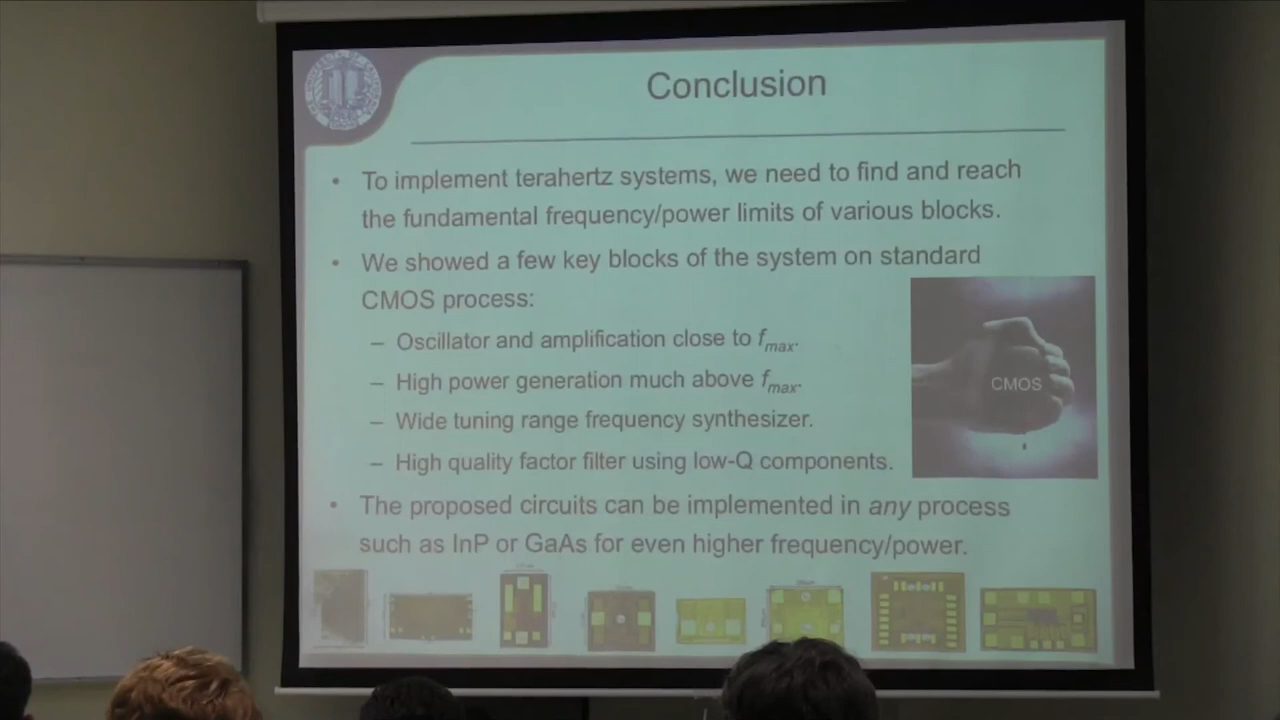 Conclusion
• To implement terahertz systems, we need to find and reach
the fundamental frequency/power limits of various blocks.
• We showed a few key blocks of the system on standard
CMOS process:
– Oscillator and amplification close to fmax.
– High power generation much above fmax.
– Wide tuning range frequency synthesizer.
– High quality factor filter using low-Q components.
CMOS
• The proposed circuits can be implemented in any process
such as InP or GaAs for even higher frequency/power.